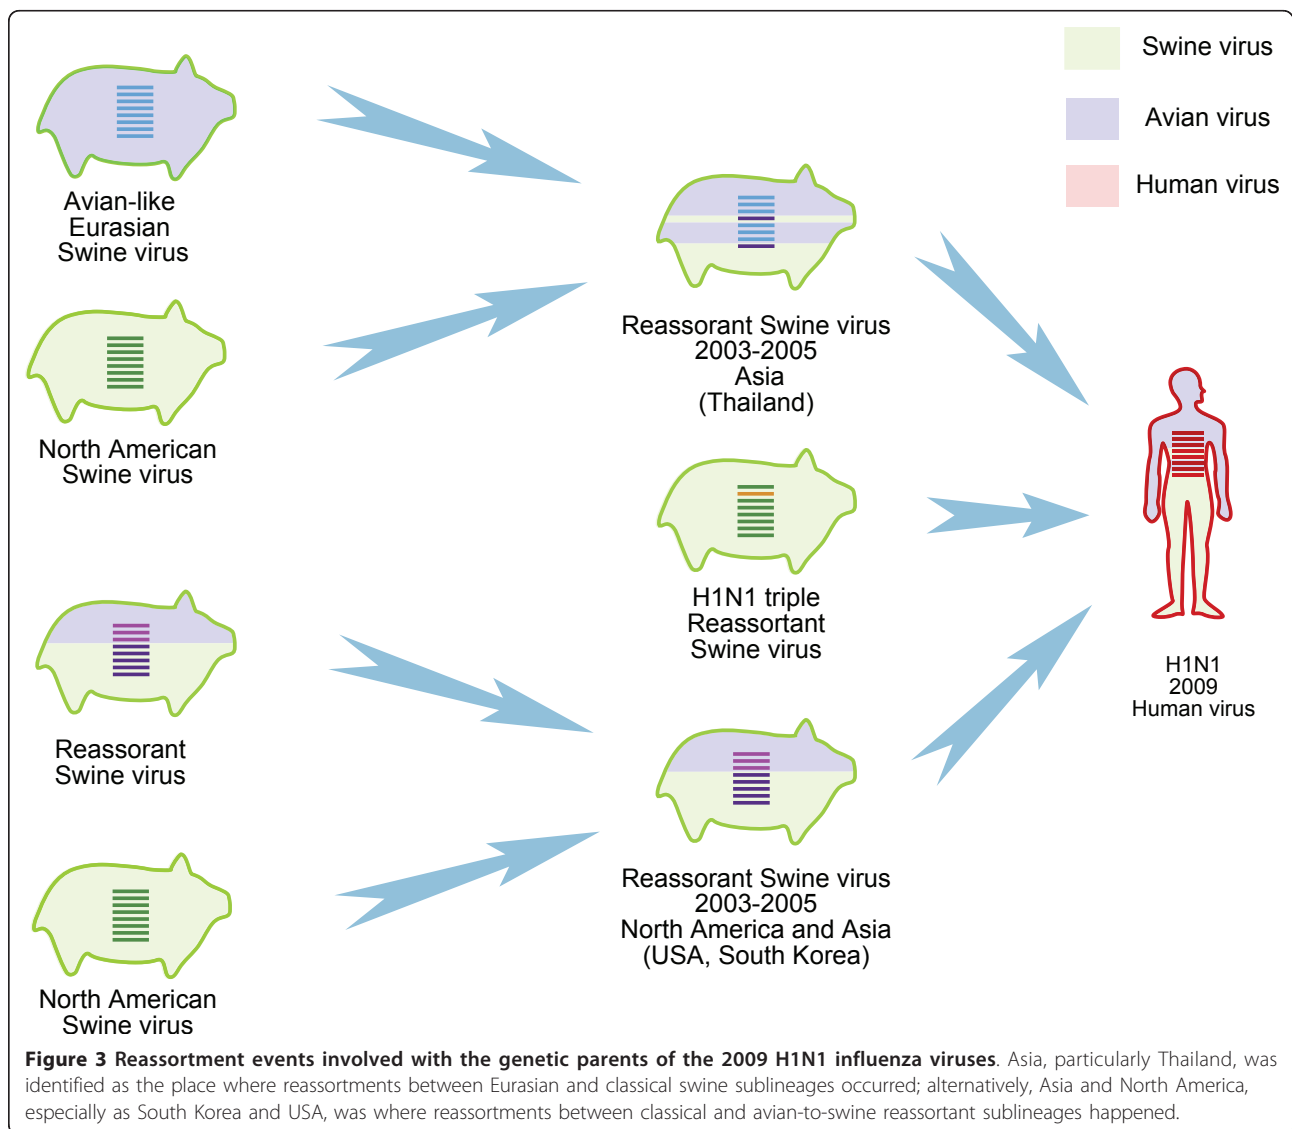 Swine virus
Avian virus
Human virus
Avian-like
Eurasian
Swine virus
North American
Swine virus
Reassorant Swine virus
2003-2005
Asia
(Thailand)
H1N1 triple
Reassortant
Swine virus
H1N1
2009
Human virus
Reassorant
Swine virus
Reassorant Swine virus
2003-2005
North America and Asia
(USA, South Korea)
North American
Swine virus
Figure 3 Reassortment events involved with the genetic parents of the 2009 H1N1 influenza viruses. Asia, particularly Thailand, was
identified as the place where reassortments between Eurasian and classical swine sublineages occurred; alternatively, Asia and North America,
especially as South Korea and USA, was where reassortments between classical and avian-to-swine reassortant sublineages happened.